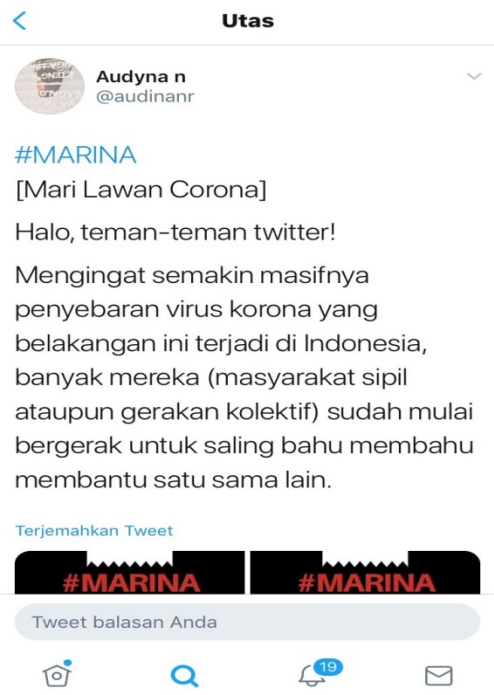 Utas
Audyna n
@audinanr
#MARINA
[Mari Lawan Corona]
Halo, teman-teman twitter!
Mengingat semakin masifnya
penyebaran virus korona yang
belakangan ini terjadi di Indonesia,
banyak mereka (masyarakat sipil
ataupun gerakan kolektif) sudah mulai
bergerak untuk saling bahu membahu
membantu satu sama lain.
Terjemahkan Tweet
#MARINA #MARINA
Tweet balasan Anda
19